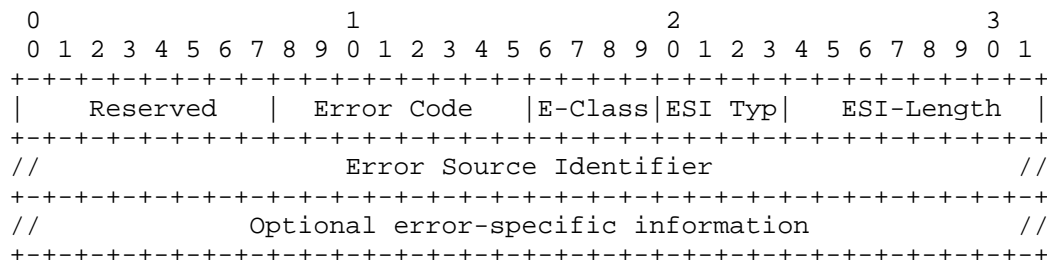 0                   1                   2                   3
 0 1 2 3 4 5 6 7 8 9 0 1 2 3 4 5 6 7 8 9 0 1 2 3 4 5 6 7 8 9 0 1
+-+-+-+-+-+-+-+-+-+-+-+-+-+-+-+-+-+-+-+-+-+-+-+-+-+-+-+-+-+-+-+-+
|    Reserved   |  Error Code   |E-Class|ESI Typ|   ESI-Length  |
+-+-+-+-+-+-+-+-+-+-+-+-+-+-+-+-+-+-+-+-+-+-+-+-+-+-+-+-+-+-+-+-+
//                   Error Source Identifier                   //
+-+-+-+-+-+-+-+-+-+-+-+-+-+-+-+-+-+-+-+-+-+-+-+-+-+-+-+-+-+-+-+-+
//             Optional error-specific information             //
+-+-+-+-+-+-+-+-+-+-+-+-+-+-+-+-+-+-+-+-+-+-+-+-+-+-+-+-+-+-+-+-+